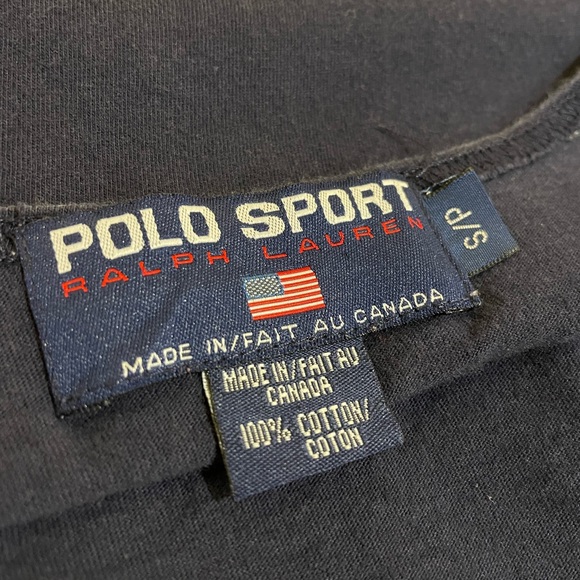 POLO SPORT
RALPH LAUREN
S/P
MADE IN/FAIT AU CANADA
MADE IN/FAIT AU
CANADA
100% COTTON/
COTON